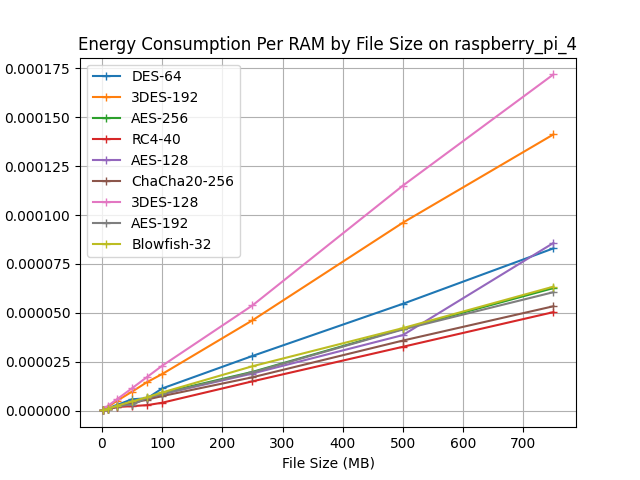 Energy Consumption Per RAM by File Size on raspberry_pi_4
0.000175
0.000150
0.000125
0.000100
0.000075
0.000050
0.000025
0.000000
DES-64
3DES-192
AES-256
RC4-40
AES-128
ChaCha20-256
3DES-128
AES-192
Blowfish-32
0 100 200 300 400 500 600 700
File Size (MB)